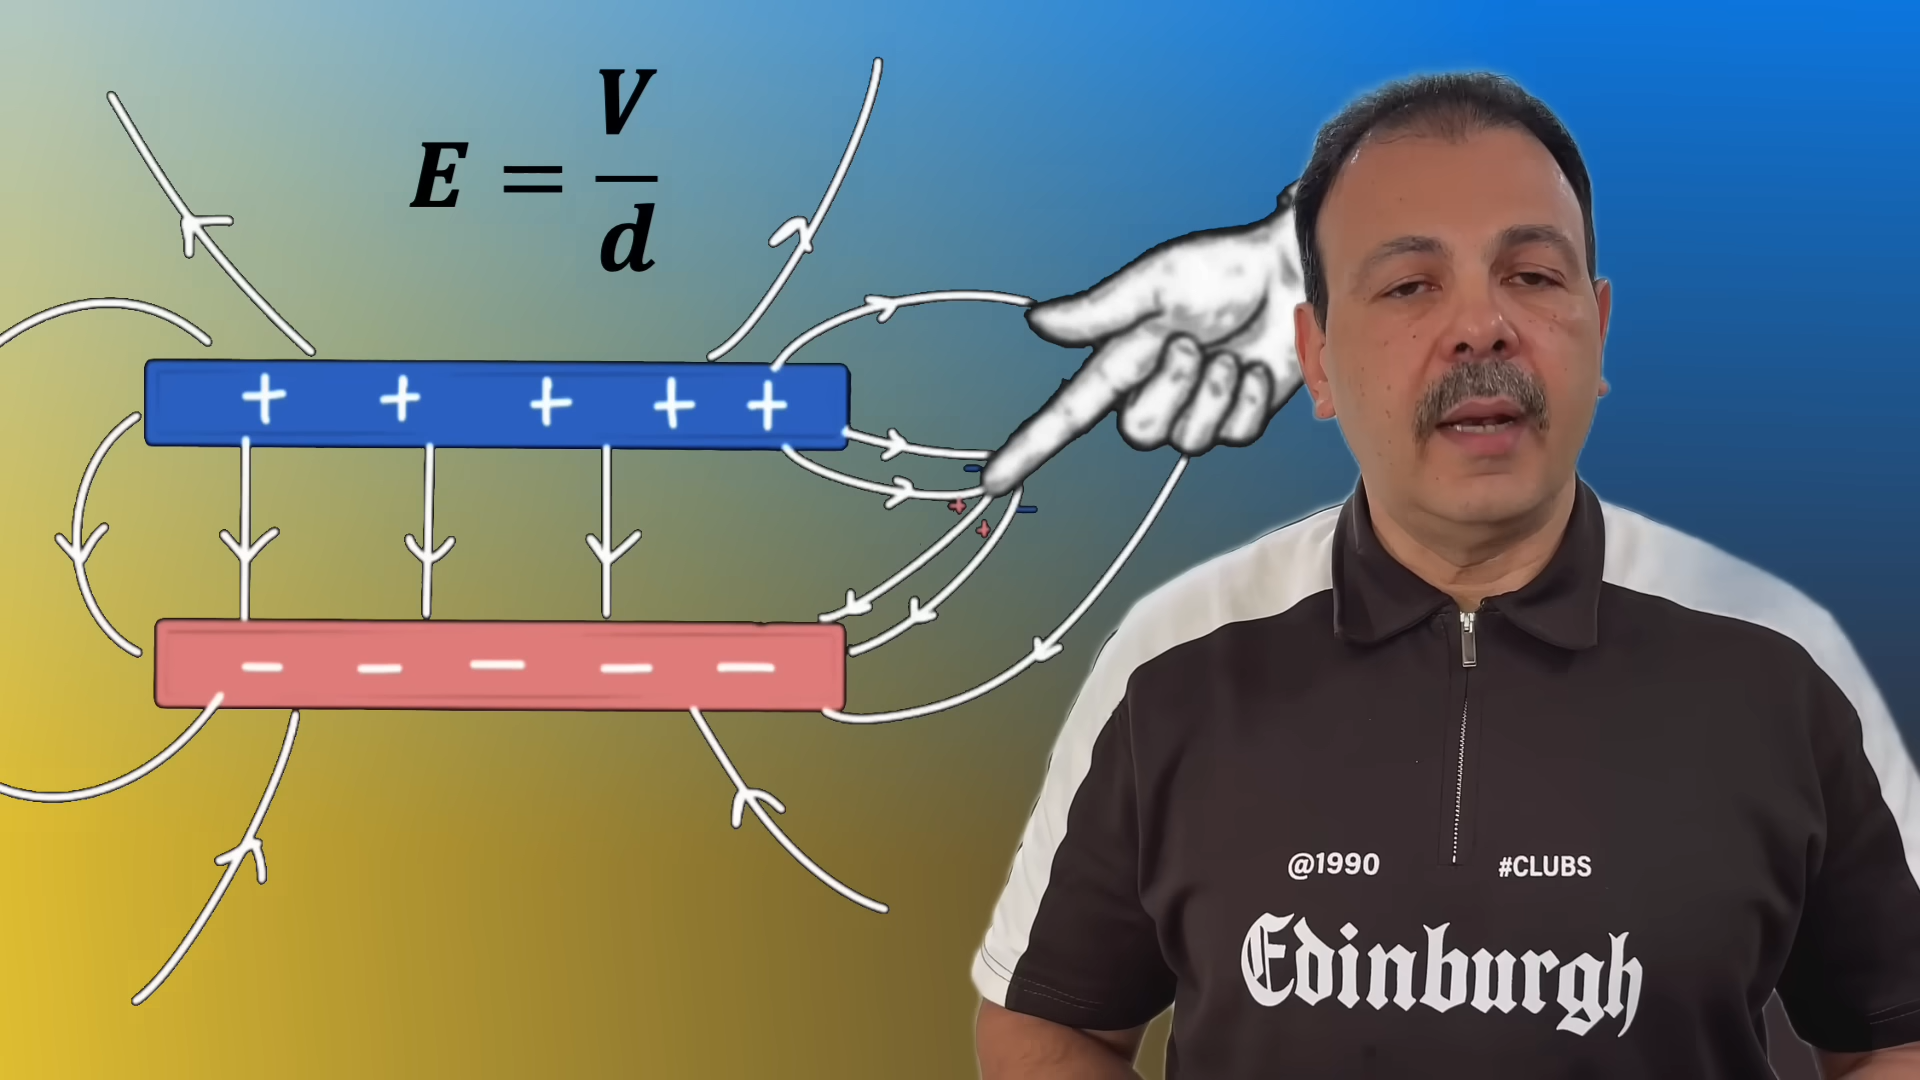 E = V/d
+ + + + +
- +
+ -
− − − − −
@1990 #CLUBS
Edinburgh